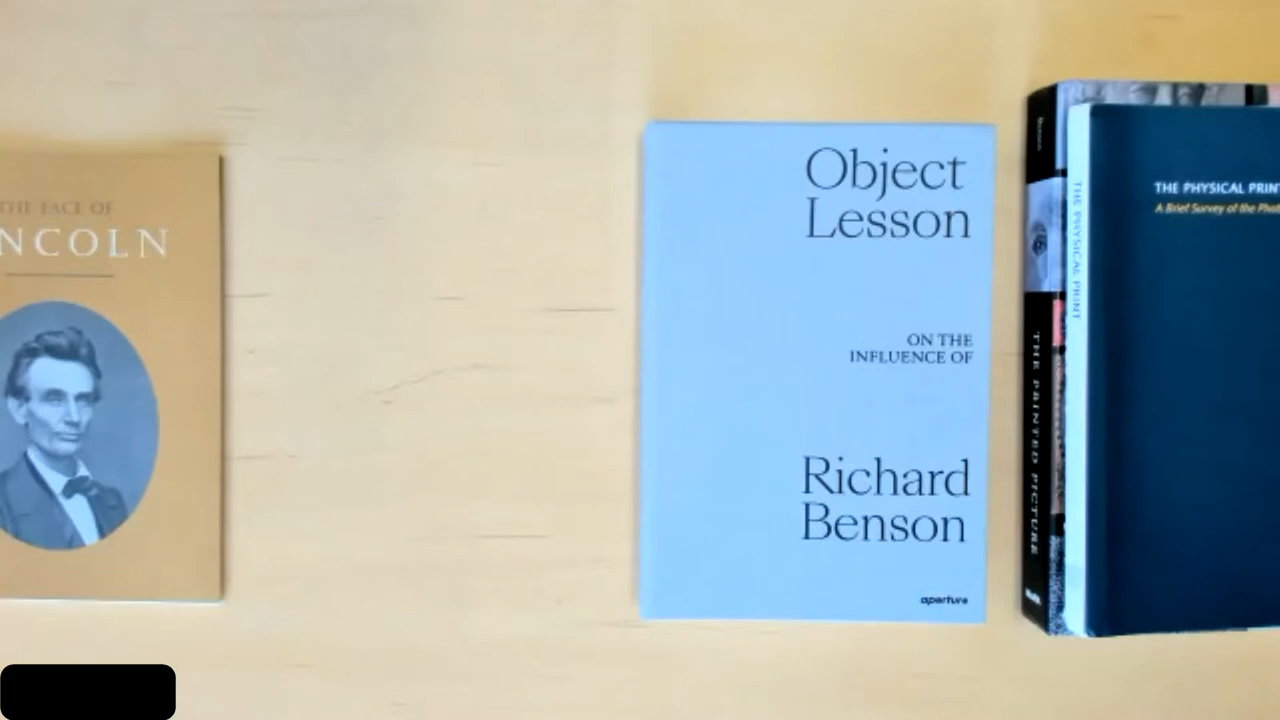 THE FACE OF
NCOLN
Object
Lesson
ON THE
INFLUENCE OF
Richard
Benson
aperture
THE PRINTED PICTURE
THE PHYSICAL PRINT
THE PHYSICAL PRINT
A Brief Survey of the